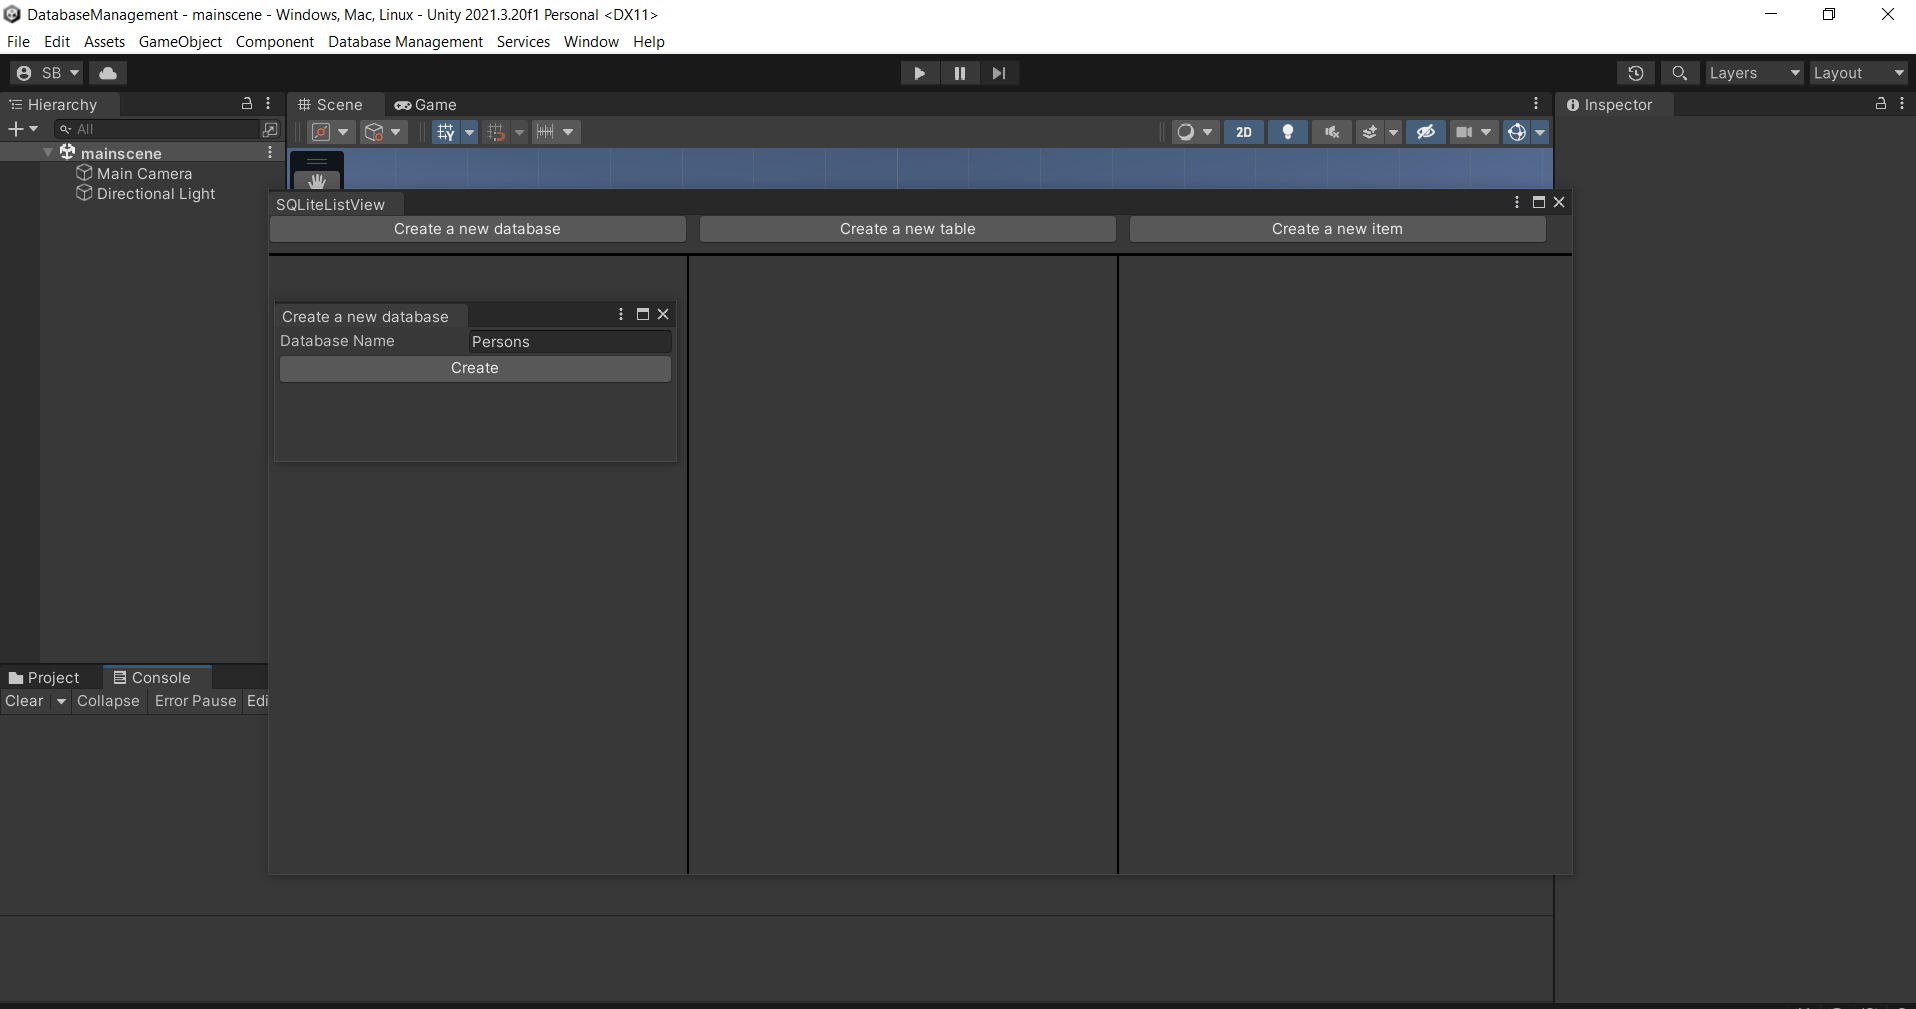 DatabaseManagement - mainscene - Windows, Mac, Linux - Unity 2021.3.20f1 Personal <DX11>
File Edit Assets GameObject Component Database Management Services Window Help
SB Layers Layout
Hierarchy Scene Game Inspector
All 2D
mainscene
Main Camera
Directional Light
SQLiteListView
Create a new database Create a new table Create a new item
Create a new database
Database Name Persons
Create
Project Console
Clear Collapse Error Pause Edi